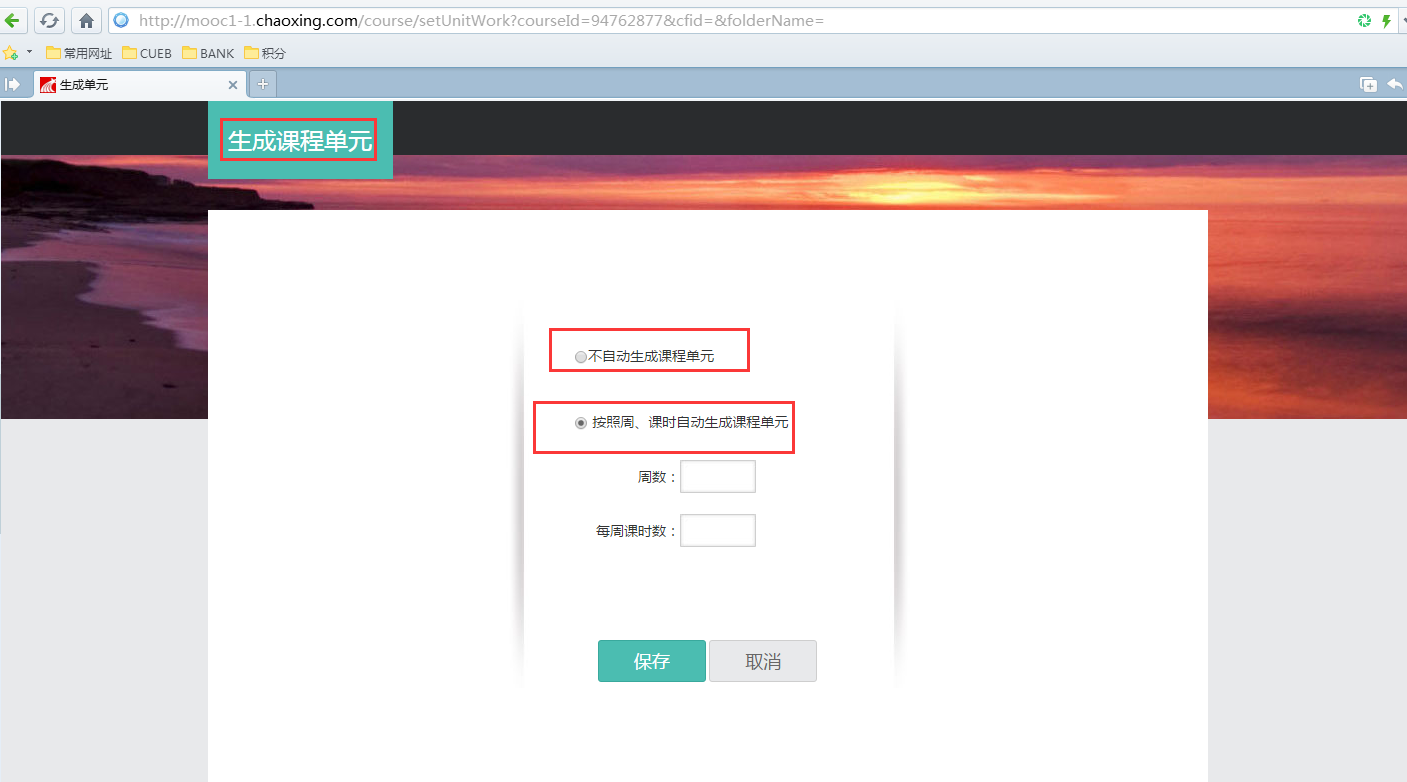 http://mooc1-1.chaoxing.com/course/setUnitWork?courseId=94762877&cfid=&folderName=
常用网址 CUEB BANK 积分
生成单元
生成课程单元
不自动生成课程单元
按照周、课时自动生成课程单元
周数：
每周课时数：
保存 取消